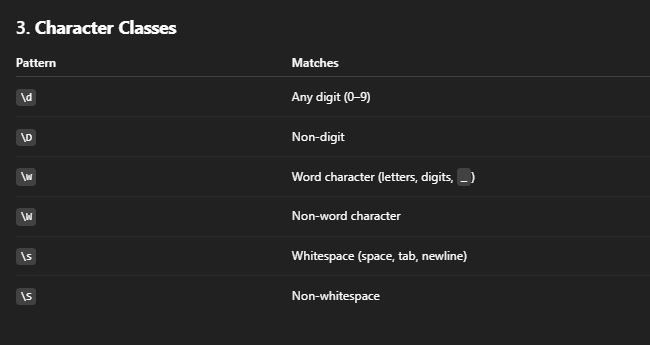 3. Character Classes
Pattern Matches
\d Any digit (0–9)
\D Non-digit
\w Word character (letters, digits, _)
\W Non-word character
\s Whitespace (space, tab, newline)
\S Non-whitespace